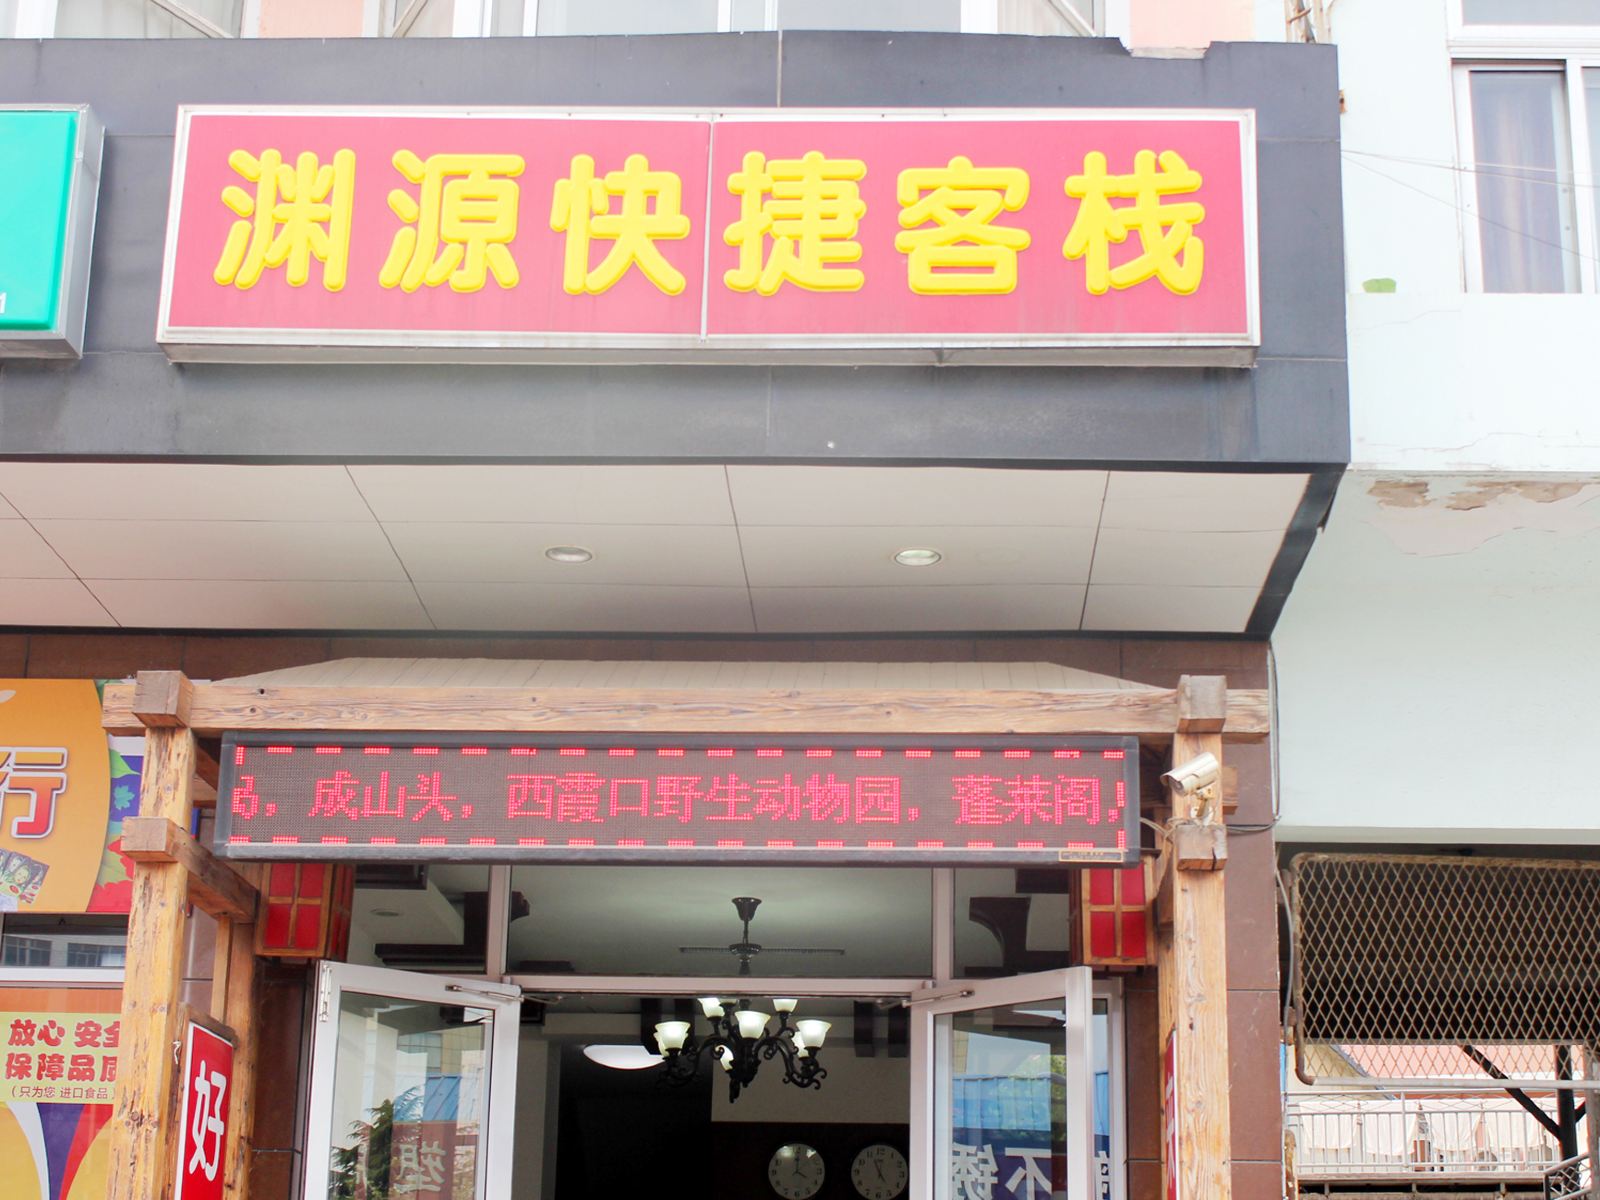 渊源快捷客栈
，成山头，西霞口野生动物园，蓬莱阁，
行
放心 安全
保障品质
（只为您 进口食品）
好